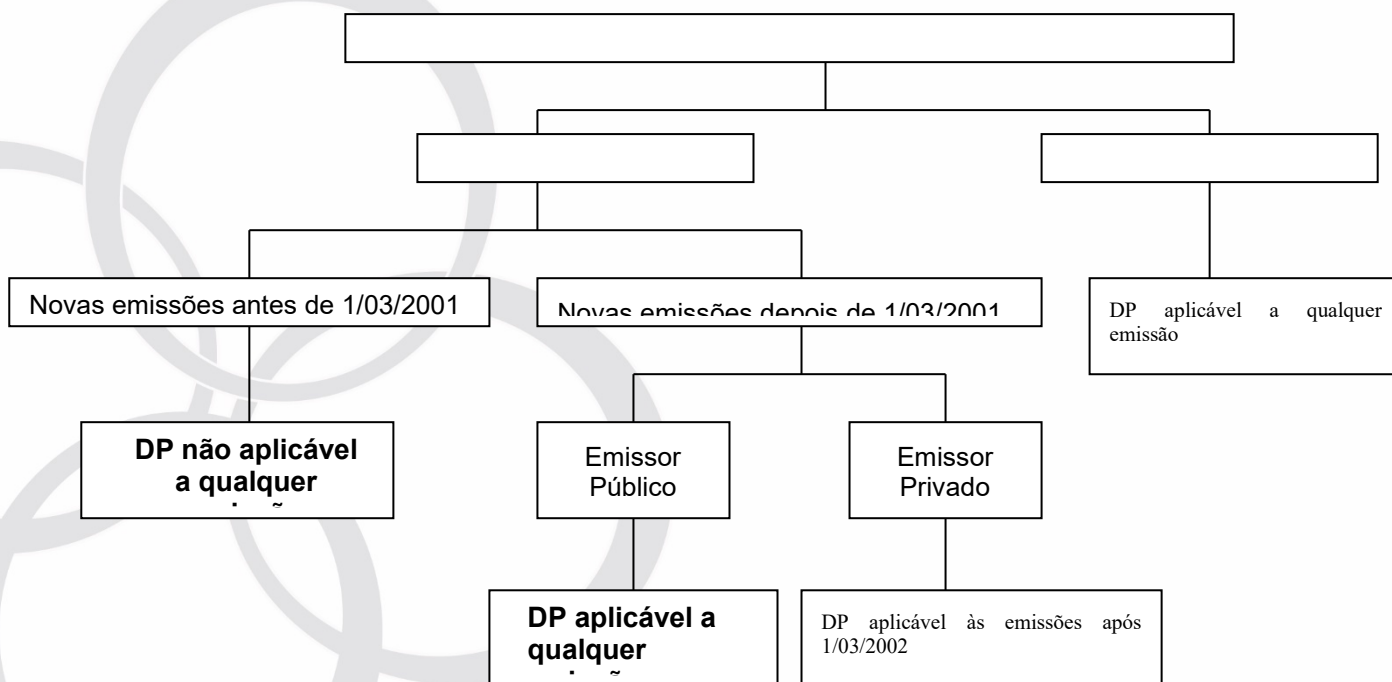 Novas emissões antes de 1/03/2001
Novas emissões depois de 1/03/2001
DP aplicável a qualquer
emissão
DP não aplicável
a qualquer
Emissor
Público
Emissor
Privado
DP aplicável a
qualquer
DP aplicável às emissões após
1/03/2002